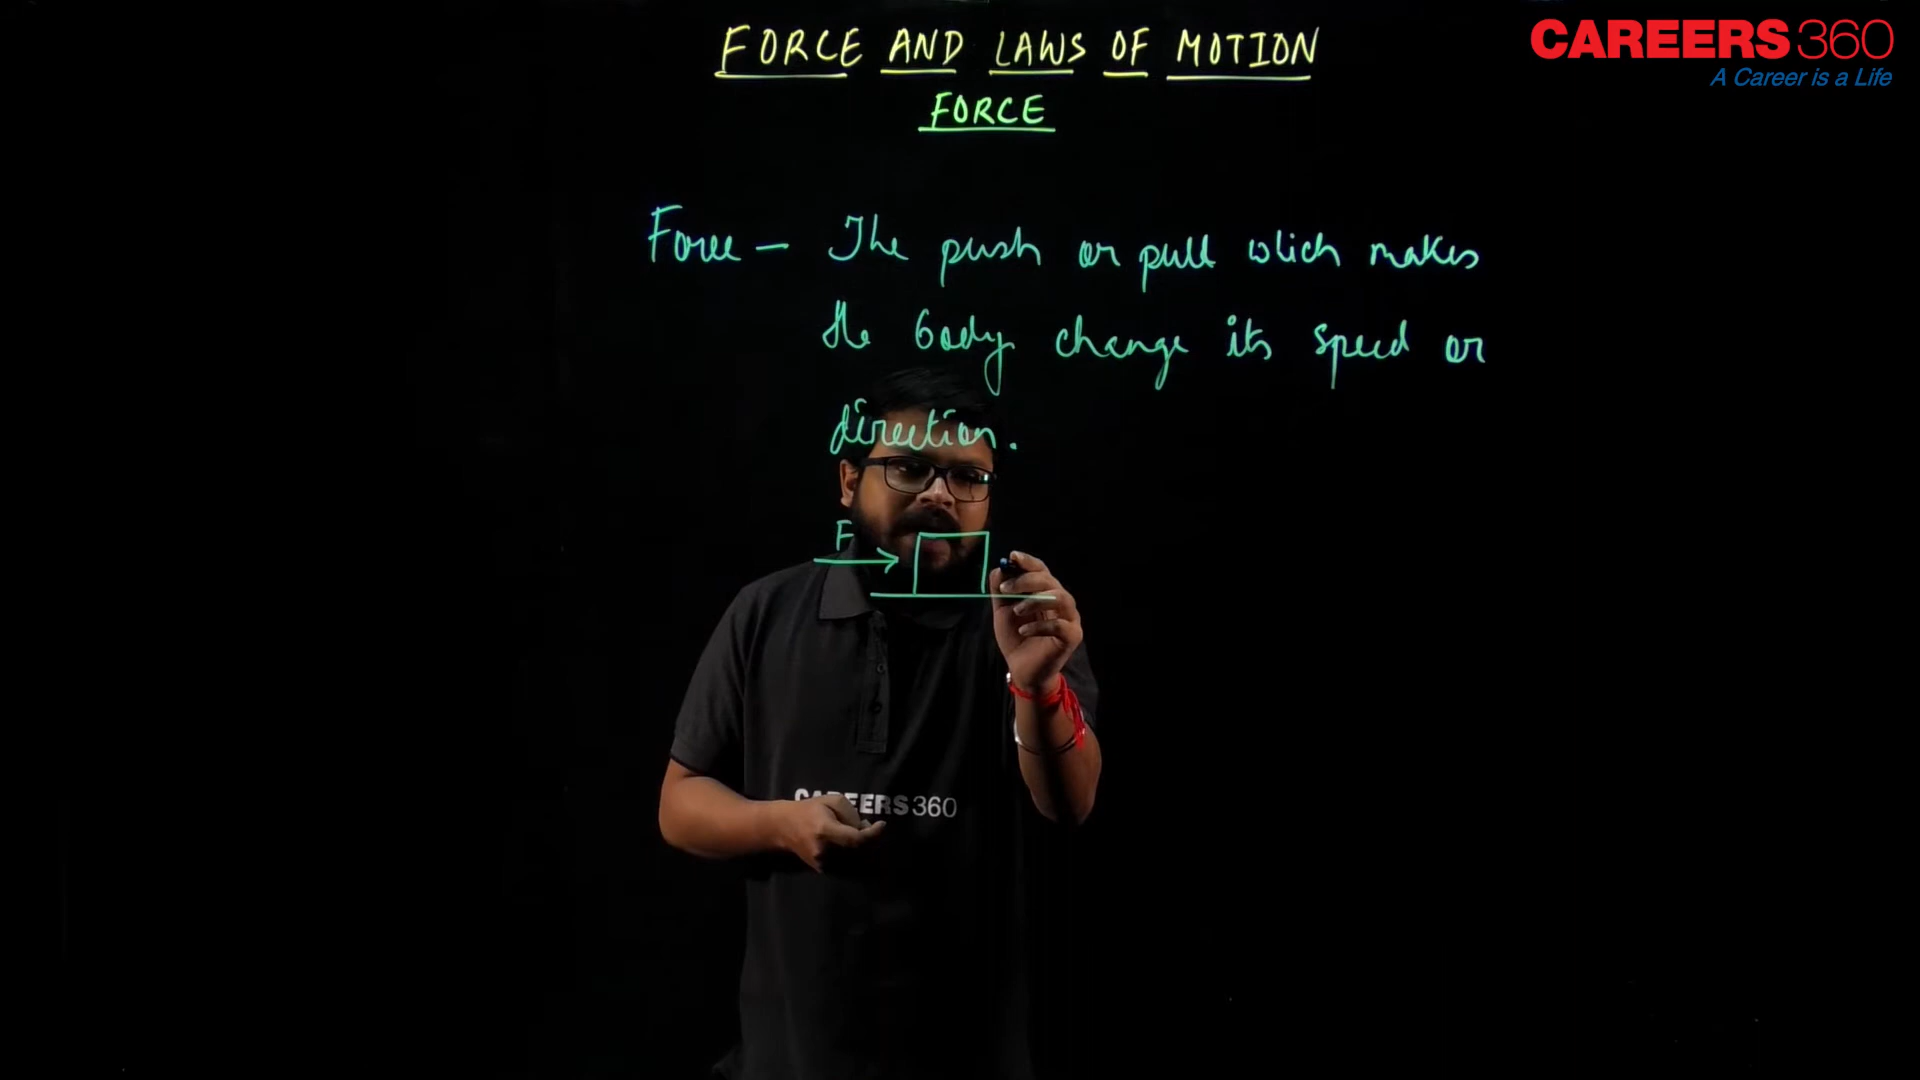 FORCE AND LAWS OF MOTION
FORCE
CAREERS360
A Career is a Life
Force — The push or pull which makes
the body change its speed or
direction.
F
CAREERS360